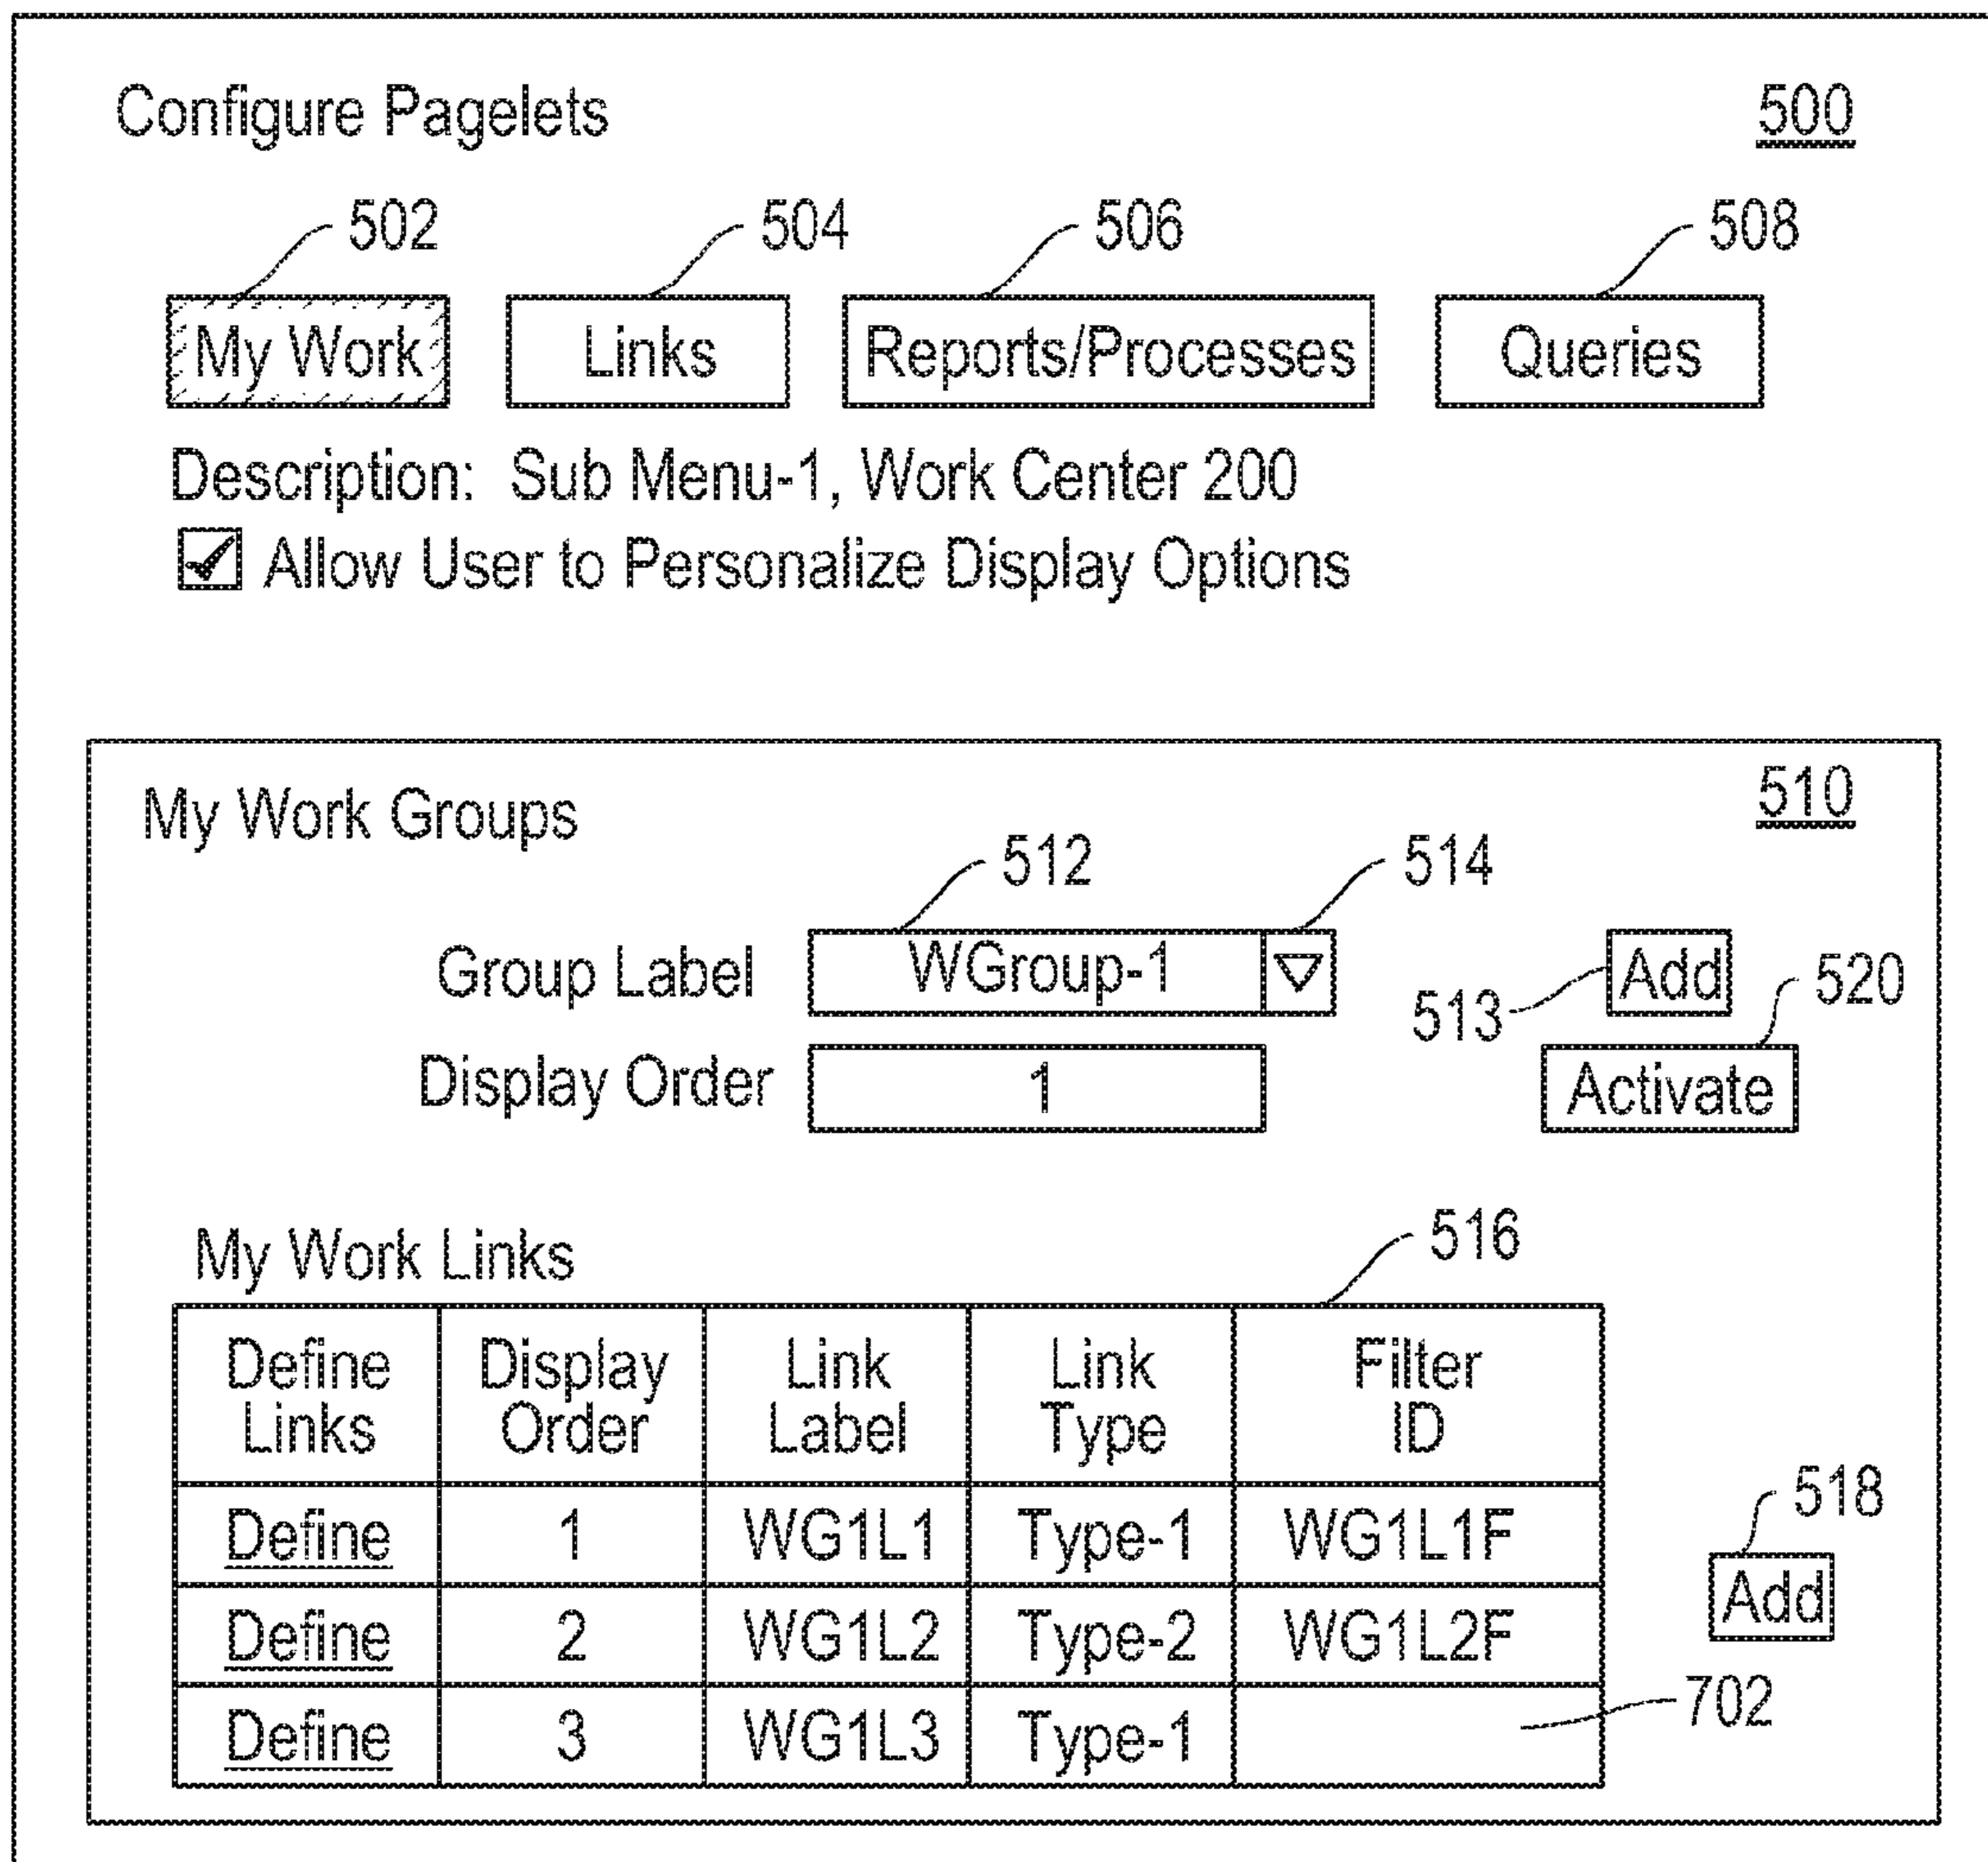 Configure Pagelets 500
502 504 506 508
My Work Links Reports/Processes Queries
Description: Sub Menu-1, Work Center 200
Allow User to Personalize Display Options
My Work Groups 510
512 514
Group Label WGroup-1 Add
513 520
Display Order 1 Activate
My Work Links 516
Define Links Display Order Link Label Link Type Filter ID
Define 1 WG1L1 Type-1 WG1L1F
518
Add
Define 2 WG1L2 Type-2 WG1L2F
Define 3 WG1L3 Type-1
702